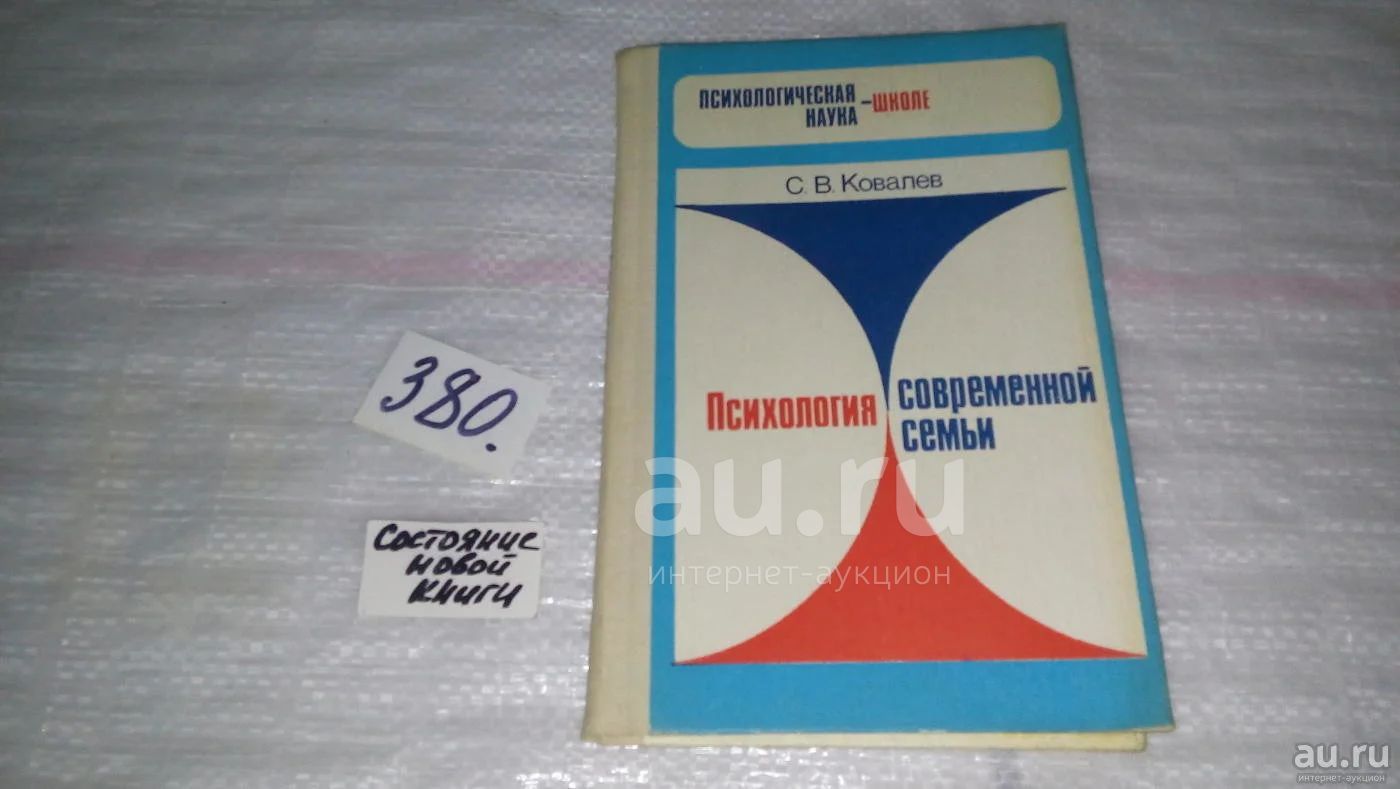 ПСИХОЛОГИЧЕСКАЯ
НАУКА –ШКОЛЕ
С. В. Ковалев
Психология
современной
семьи
380.
Состояние
новой
книги
au.ru
интернет-аукцион
au.ru
интернет-аукцион